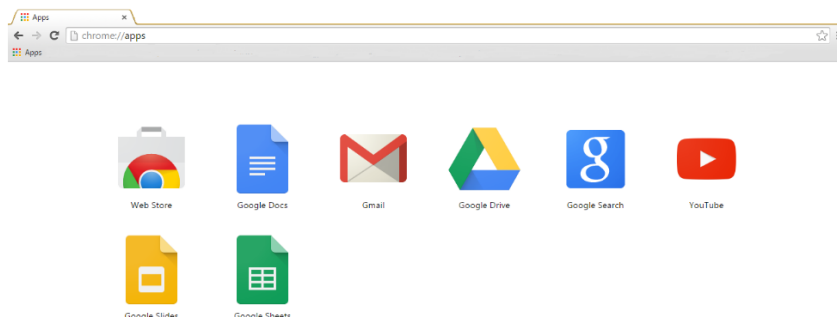 Apps
chrome://apps
Apps
Web Store
Google Docs
Gmail
Google Drive
Google Search
YouTube
Google Slides
Google Sheets